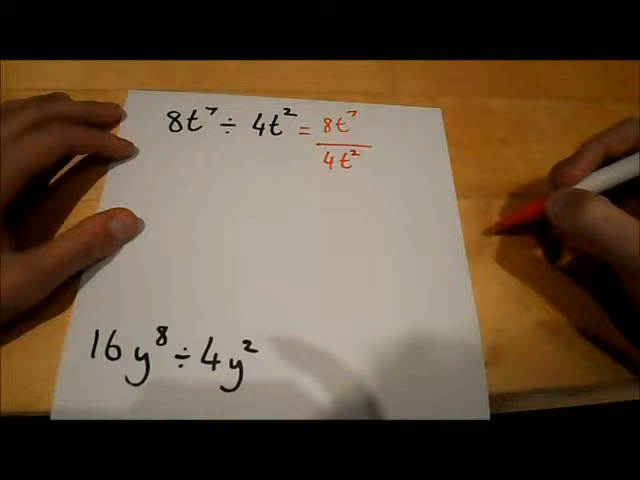 8t⁷ ÷ 4t² = 8t⁷/4t²
16y⁸ ÷ 4y²